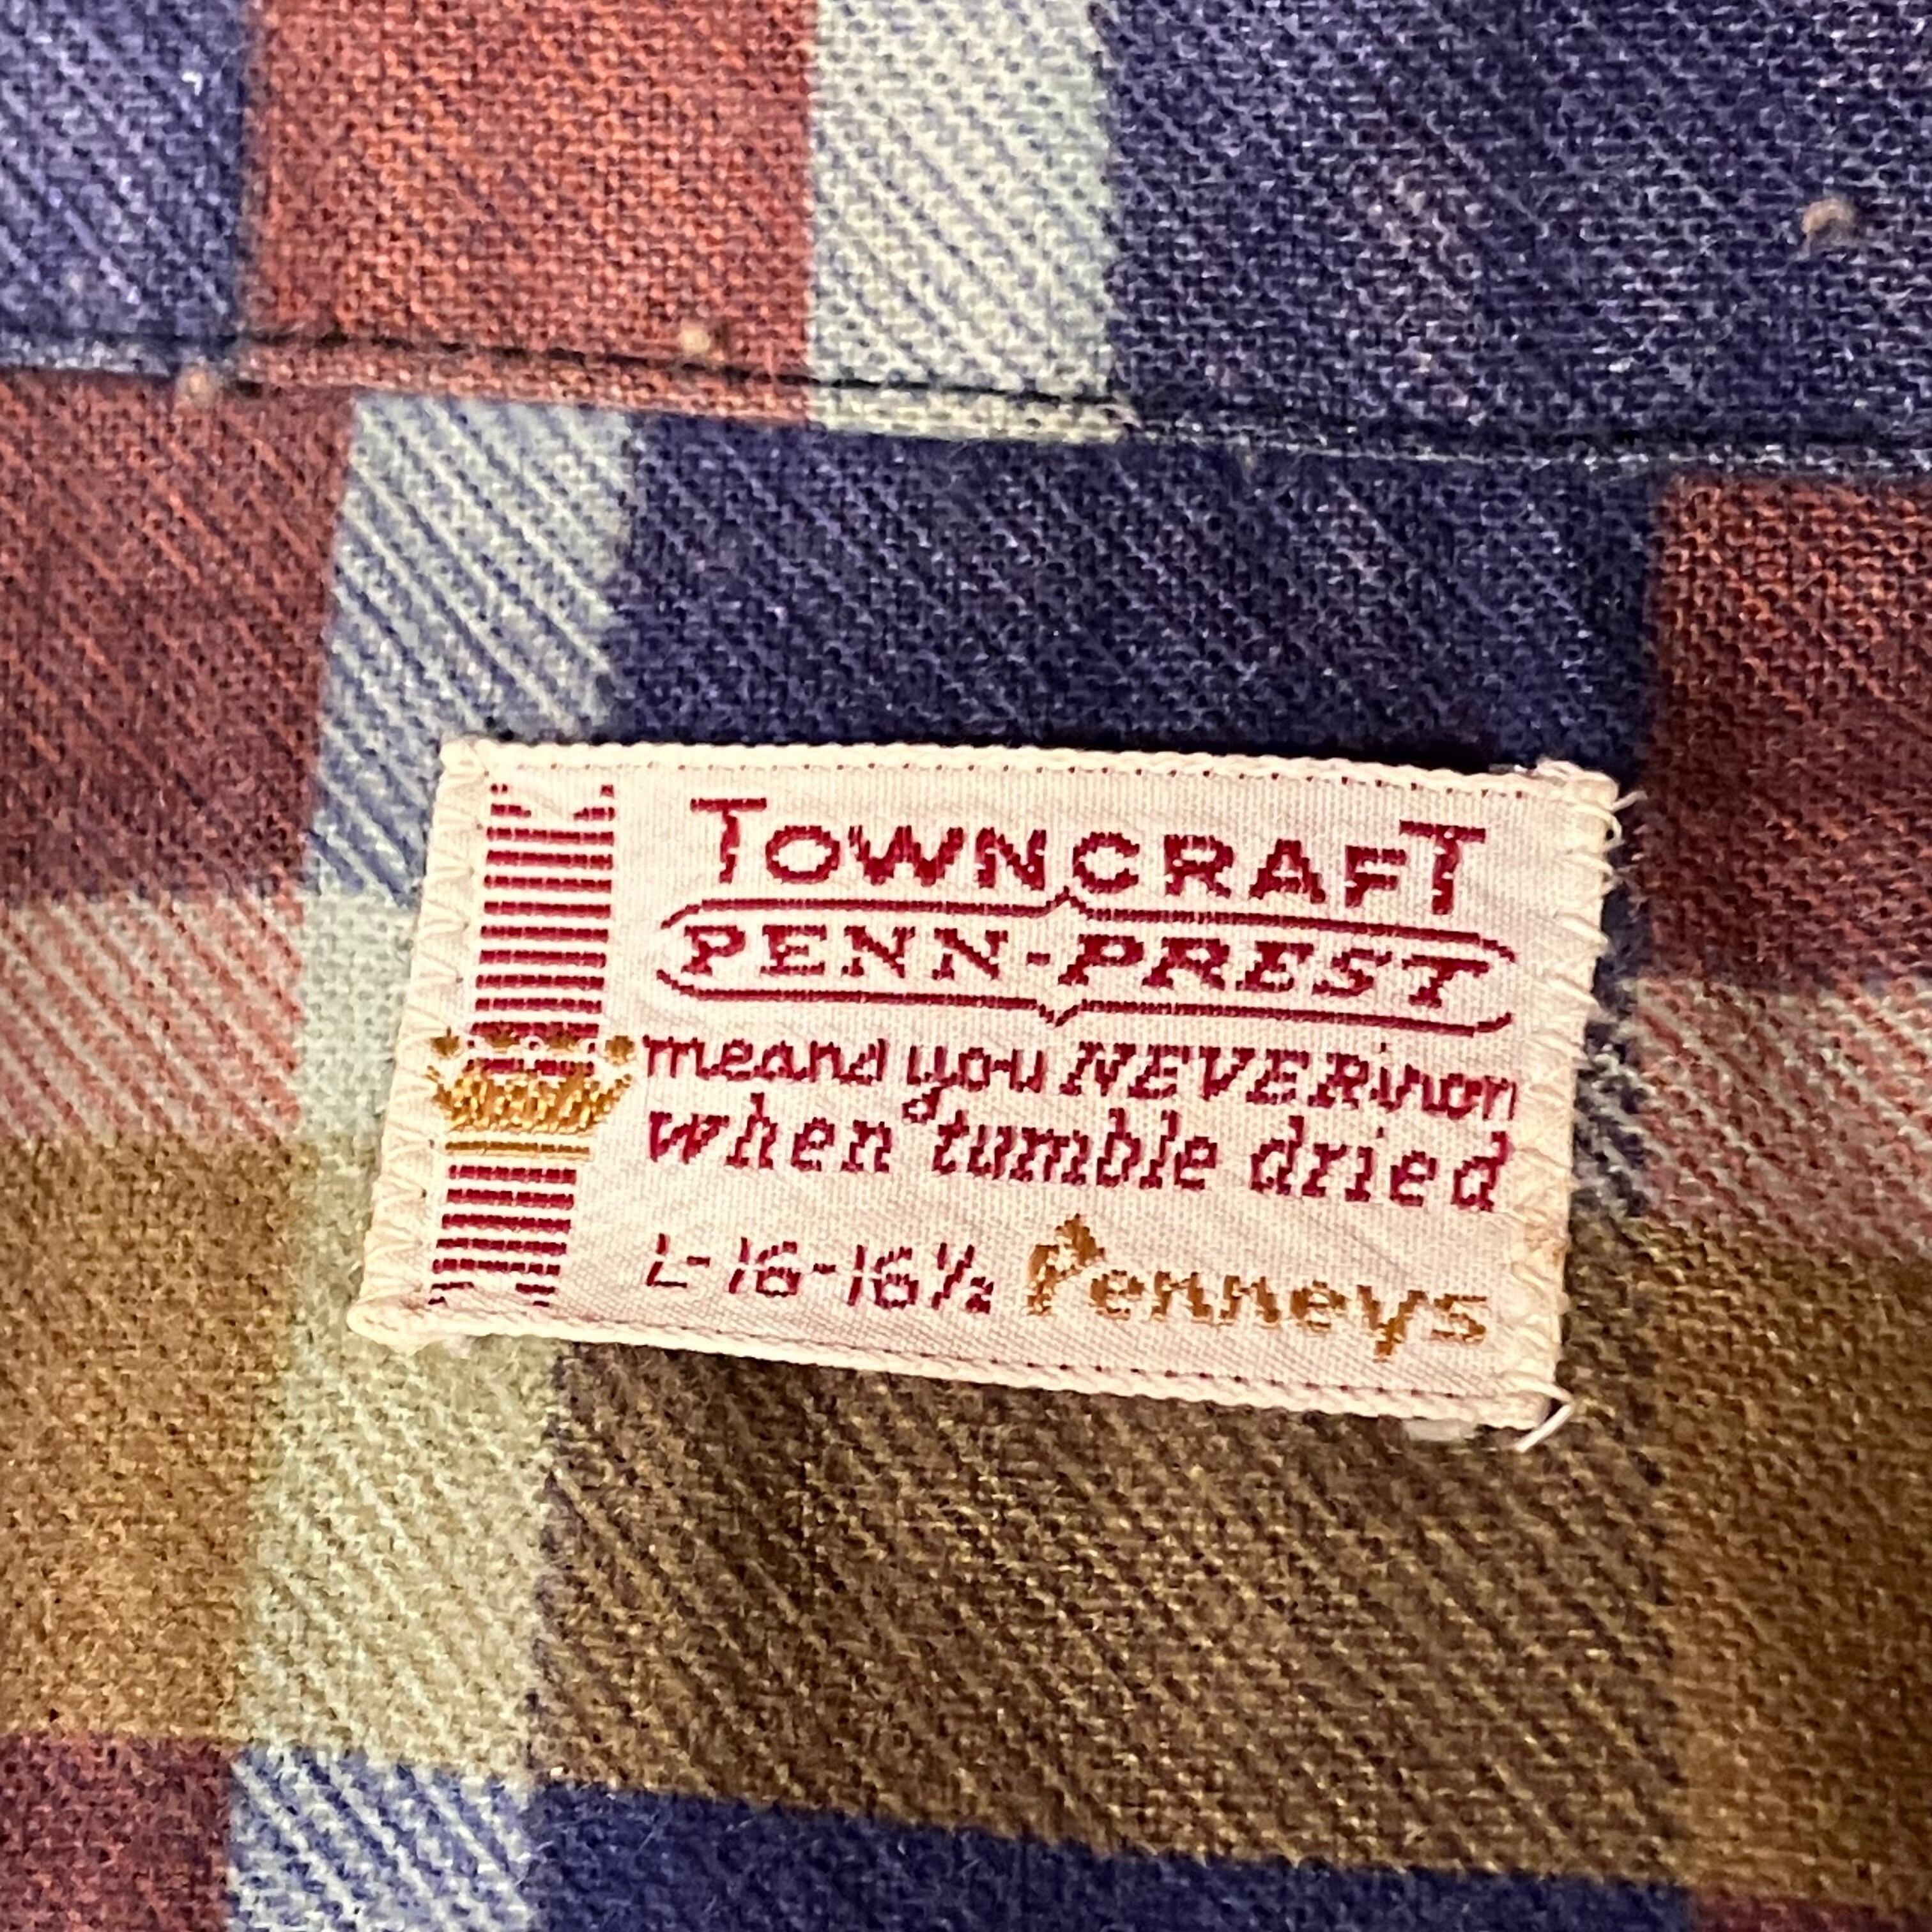 TOWNCRAFT
PENN-PREST
means you NEVER iron
when tumble dried
L-16-16½ Penneys